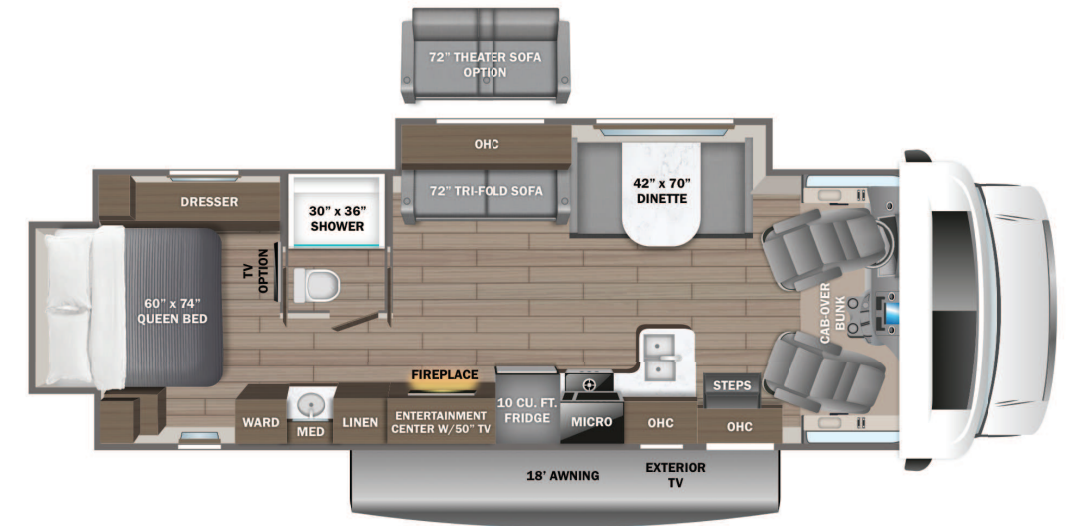 72” THEATER SOFA
OPTION
OHC
72” TRI-FOLD SOFA
42” x 70”
DINETTE
DRESSER
30” x 36”
SHOWER
TV
OPTION
60” x 74”
QUEEN BED
CAB-OVER
BUNK
FIREPLACE
STEPS
WARD
MED
LINEN
ENTERTAINMENT
CENTER W/50” TV
10 CU. FT.
FRIDGE
MICRO
OHC
OHC
18’ AWNING
EXTERIOR
TV